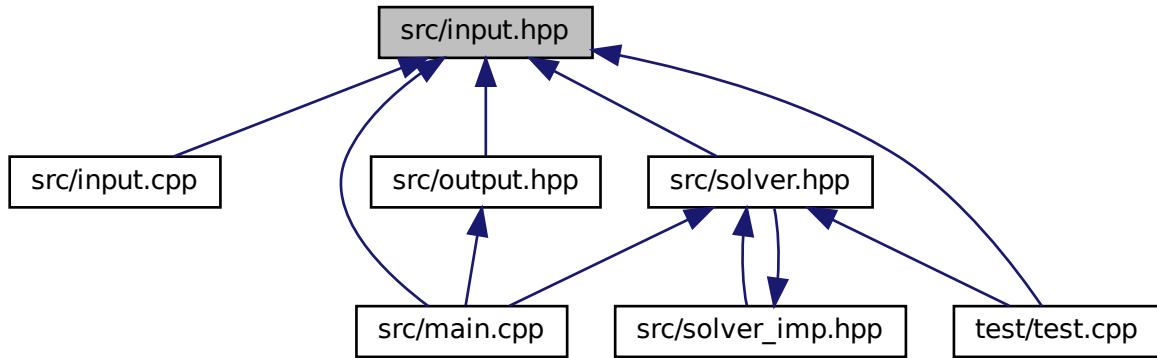 src/input.hpp
src/input.cpp
src/output.hpp
src/solver.hpp
src/main.cpp
src/solver_imp.hpp
test/test.cpp